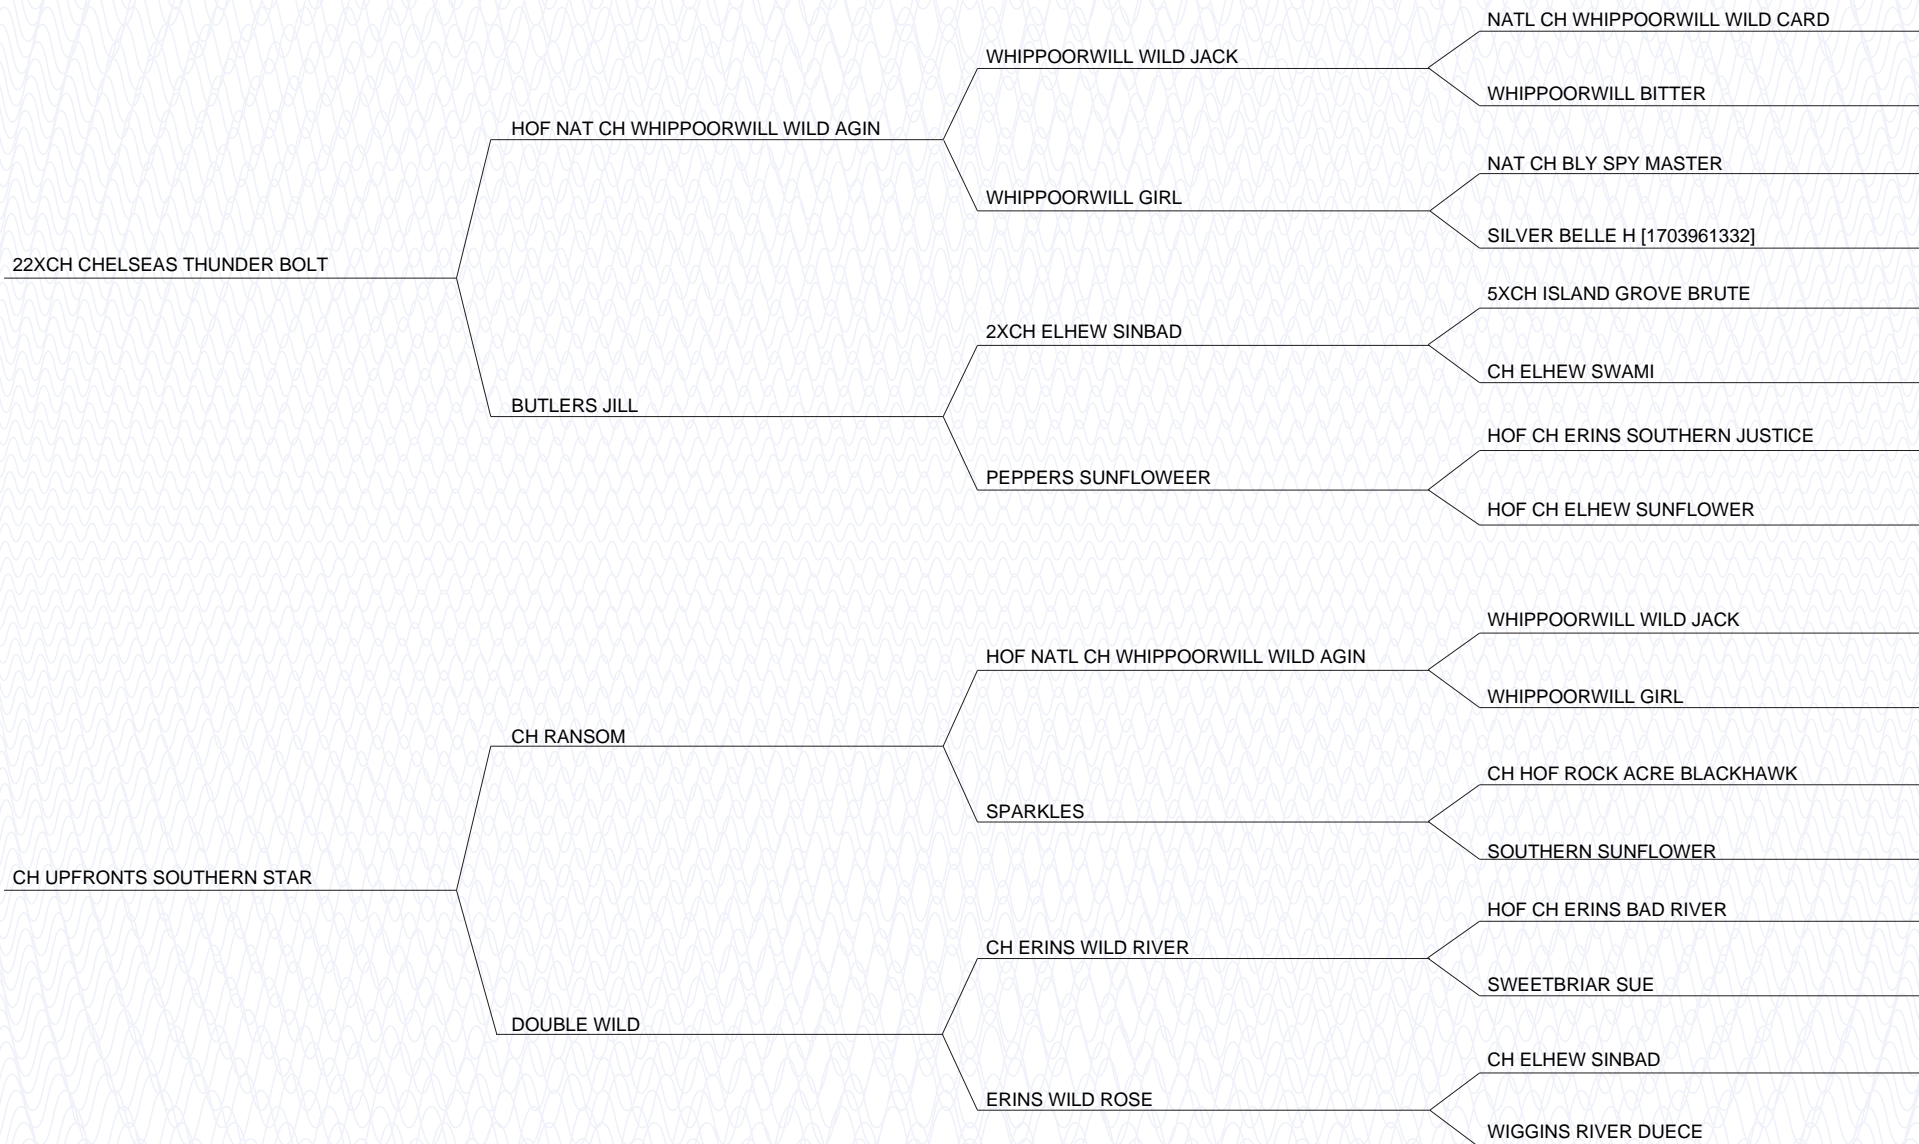 NATL CH WHIPPOORWILL WILD CARD
WHIPPOORWILL WILD JACK
WHIPPOORWILL BITTER
HOF NAT CH WHIPPOORWILL WILD AGIN
NAT CH BLY SPY MASTER
WHIPPOORWILL GIRL
SILVER BELLE H [1703961332]
22XCH CHELSEAS THUNDER BOLT
5XCH ISLAND GROVE BRUTE
2XCH ELHEW SINBAD
CH ELHEW SWAMI
BUTLERS JILL
HOF CH ERINS SOUTHERN JUSTICE
PEPPERS SUNFLOWEER
HOF CH ELHEW SUNFLOWER
WHIPPOORWILL WILD JACK
HOF NATL CH WHIPPOORWILL WILD AGIN
WHIPPOORWILL GIRL
CH RANSOM
CH HOF ROCK ACRE BLACKHAWK
SPARKLES
SOUTHERN SUNFLOWER
CH UPFRONTS SOUTHERN STAR
HOF CH ERINS BAD RIVER
CH ERINS WILD RIVER
SWEETBRIAR SUE
DOUBLE WILD
CH ELHEW SINBAD
ERINS WILD ROSE
WIGGINS RIVER DUECE